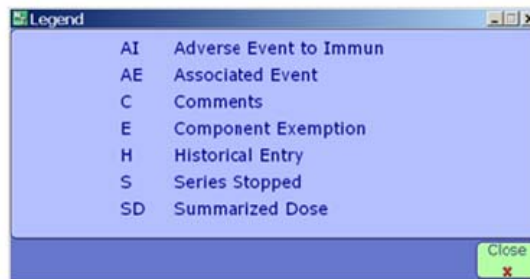 Legend
AI Adverse Event to Immun
AE Associated Event
C Comments
E Component Exemption
H Historical Entry
S Series Stopped
SD Summarized Dose
Close